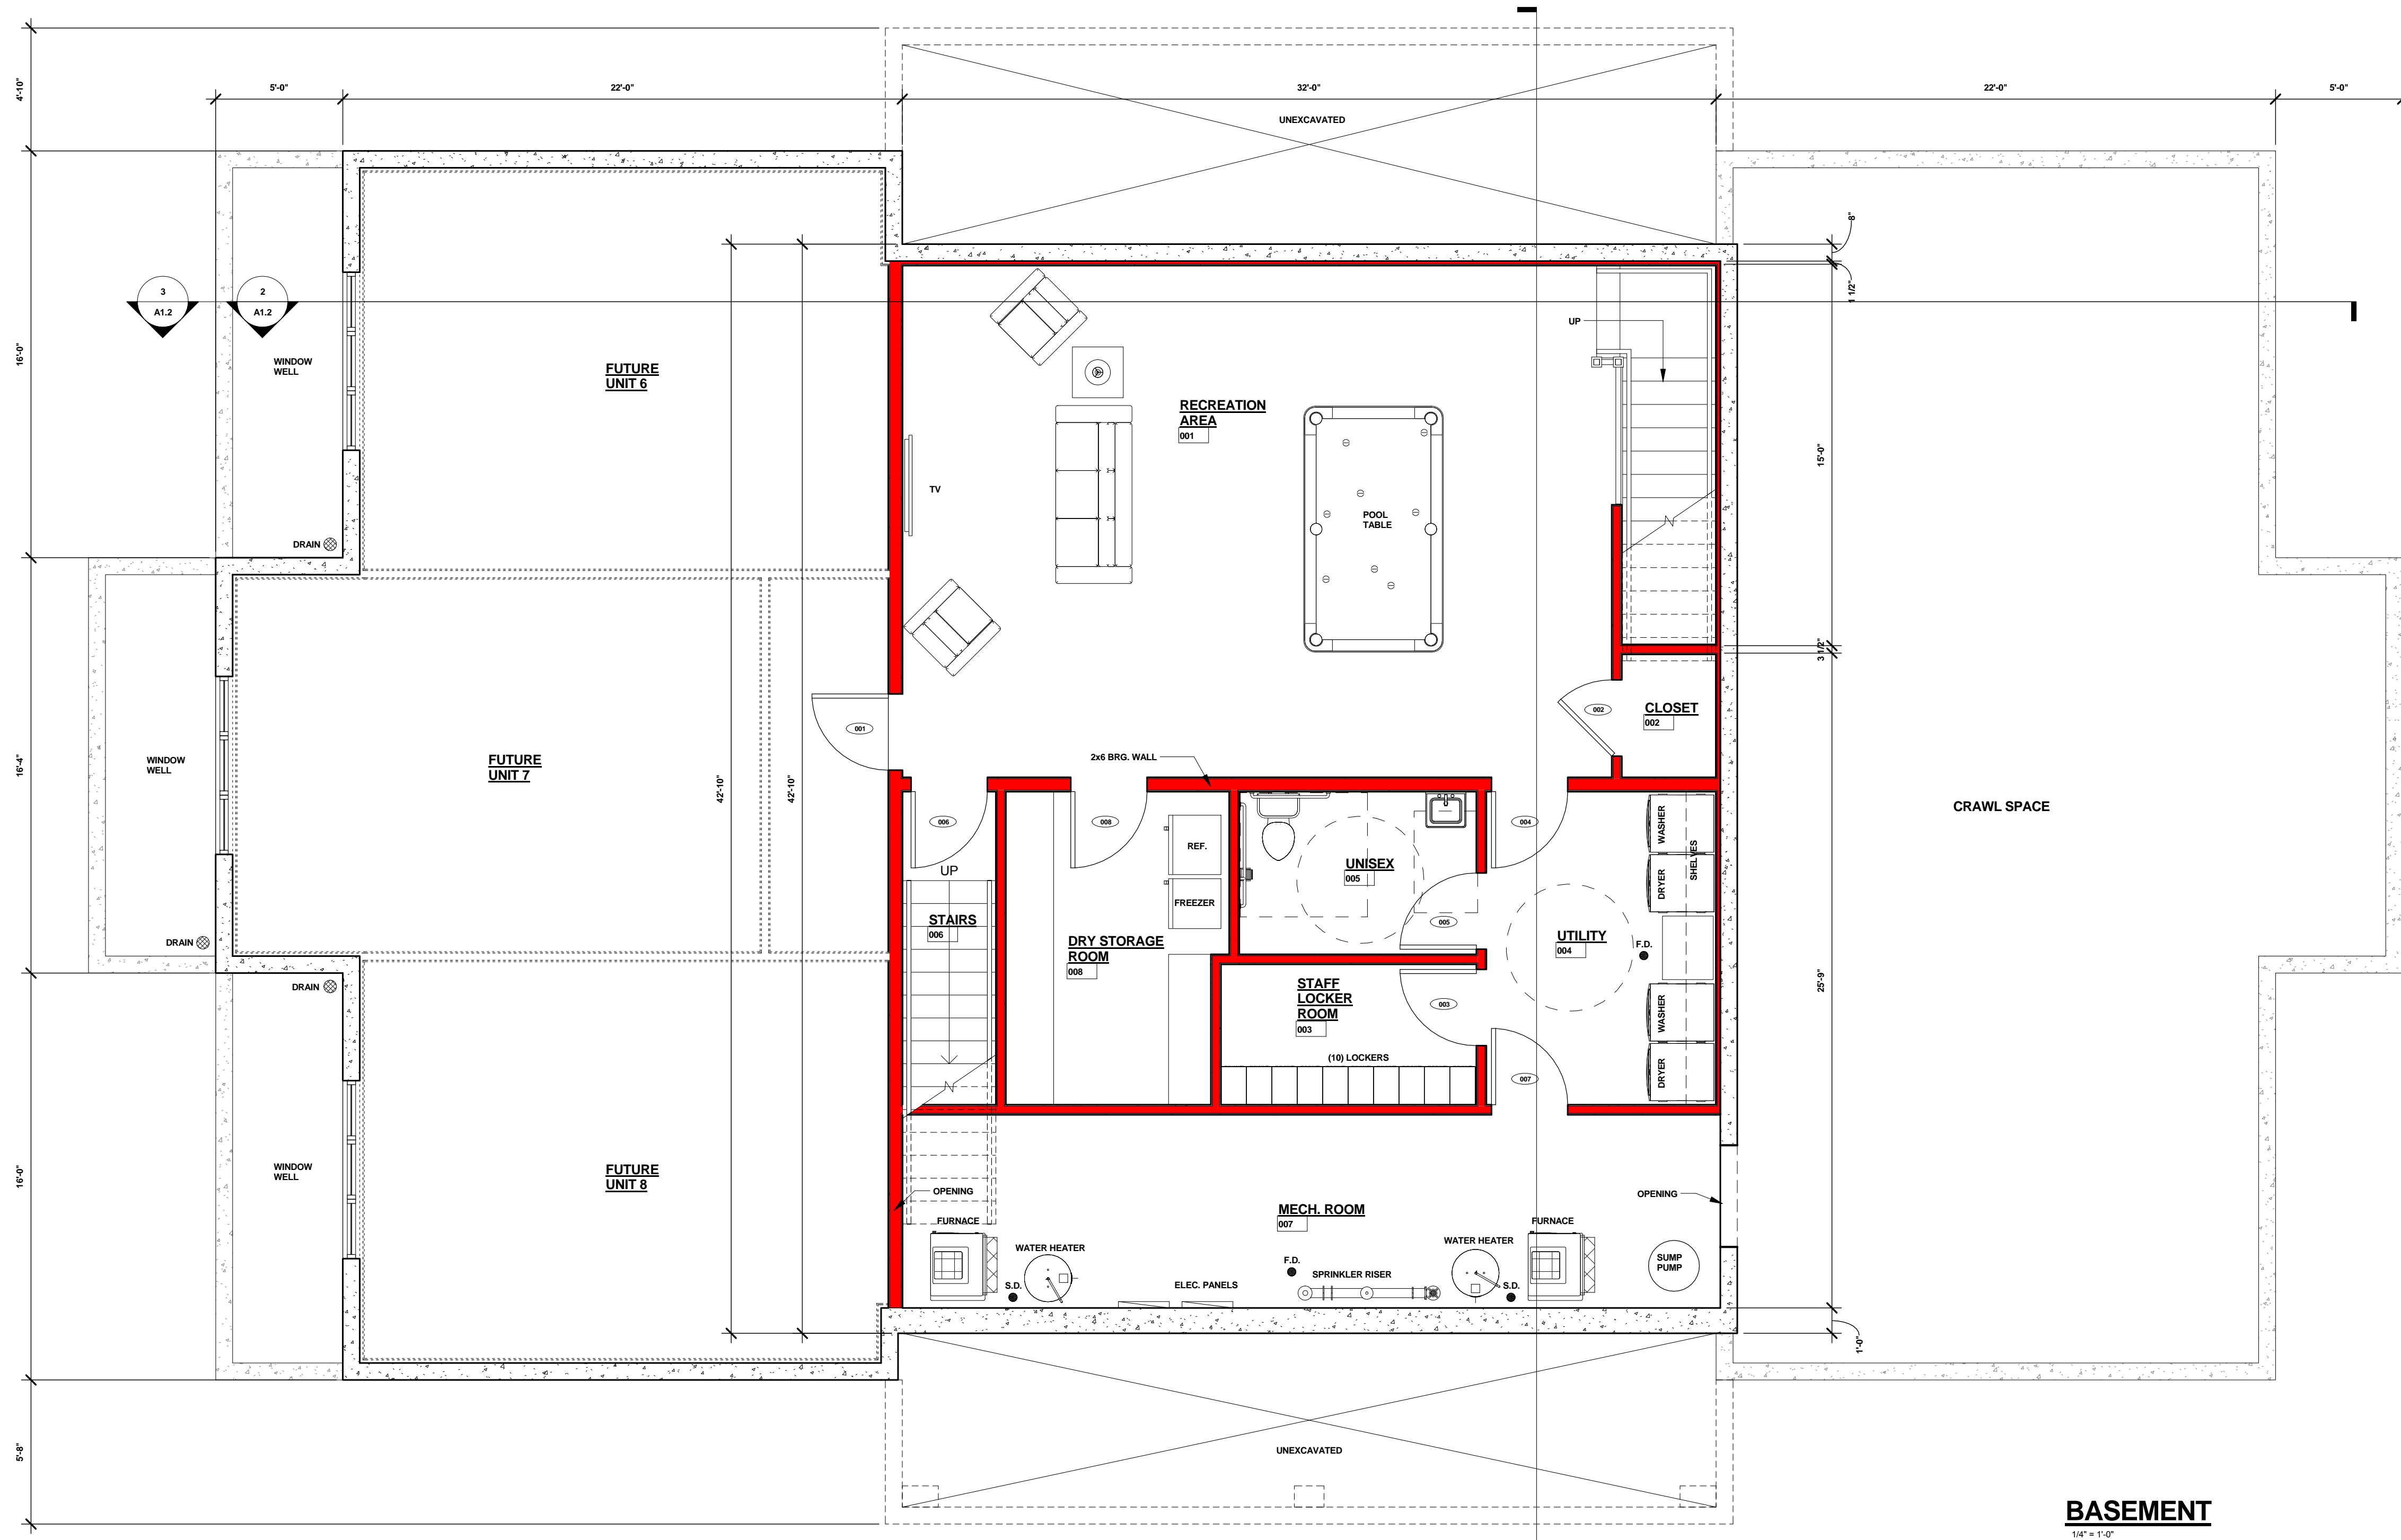 4'-10"
5'-0"
22'-0"
32'-0"
22'-0"
5'-0"
UNEXCAVATED
8"
1 1/2"
3
A1.2
2
A1.2
16'-0"
WINDOW
WELL
FUTURE
UNIT 6
UP
RECREATION
AREA
001
15'-0"
TV
POOL
TABLE
DRAIN
3 1/2"
001
002
CLOSET
002
WINDOW
WELL
FUTURE
UNIT 7
16'-4"
42'-10"
42'-10"
2x6 BRG. WALL
CRAWL SPACE
006
008
004
REF.
WASHER
SHELVES
UNISEX
005
UP
DRYER
FREEZER
STAIRS
006
005
DRAIN
DRY STORAGE
ROOM
008
UTILITY
004
F.D.
DRAIN
STAFF
LOCKER
ROOM
003
003
WASHER
25'-9"
(10) LOCKERS
007
DRYER
WINDOW
WELL
FUTURE
UNIT 8
16'-0"
OPENING
OPENING
MECH. ROOM
007
FURNACE
FURNACE
WATER HEATER
WATER HEATER
F.D.
SUMP
PUMP
S.D.
ELEC. PANELS
SPRINKLER RISER
S.D.
1'-0"
5'-8"
UNEXCAVATED
BASEMENT
1/4" = 1'-0"